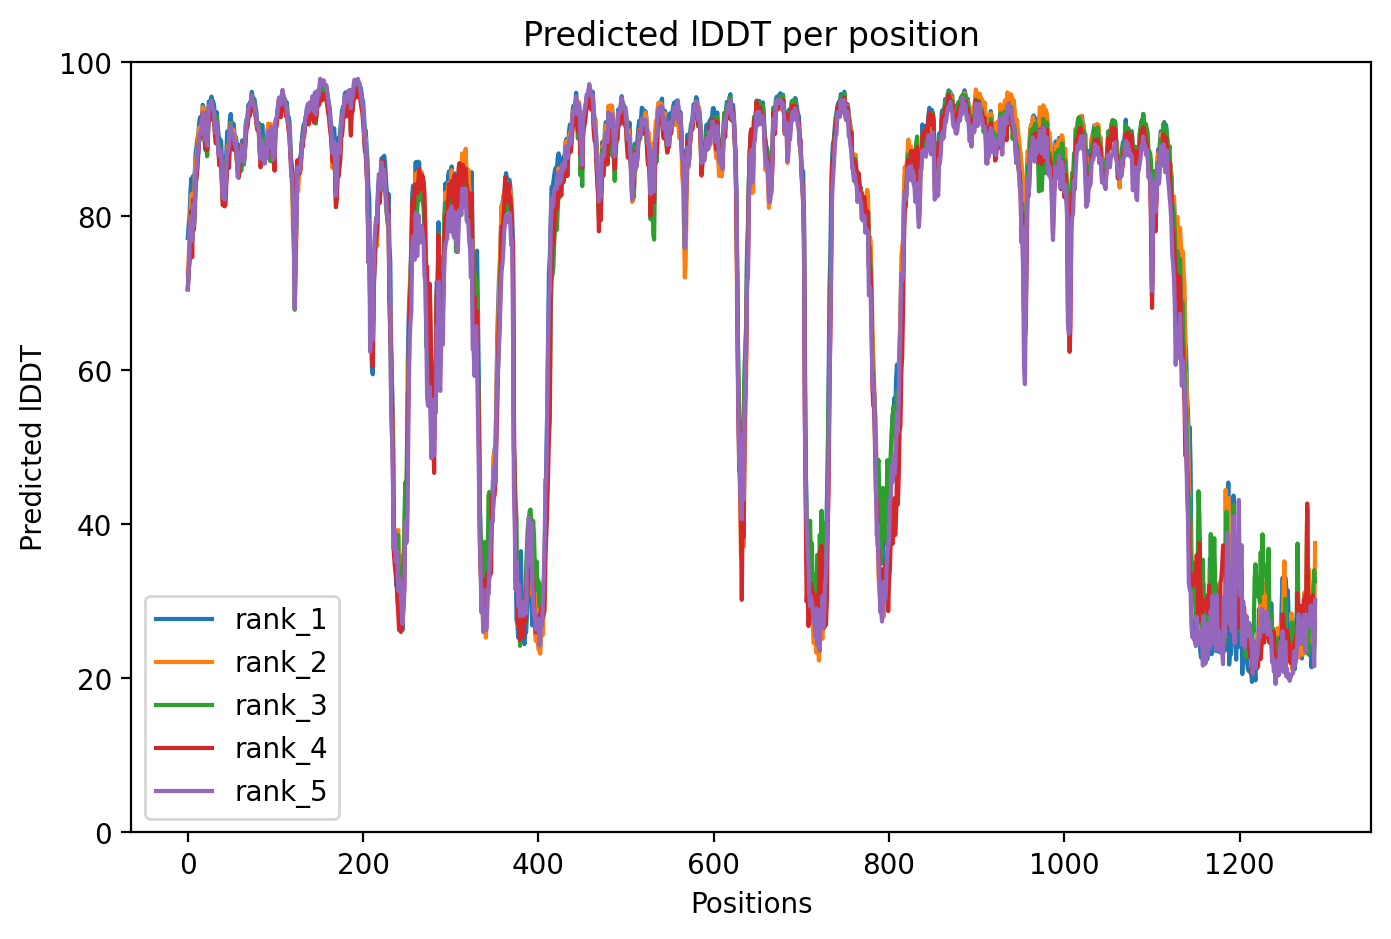 Predicted lDDT per position
100
80
60
40
20
0
Predicted lDDT
rank_1
rank_2
rank_3
rank_4
rank_5
0 200 400 600 800 1000 1200
Positions